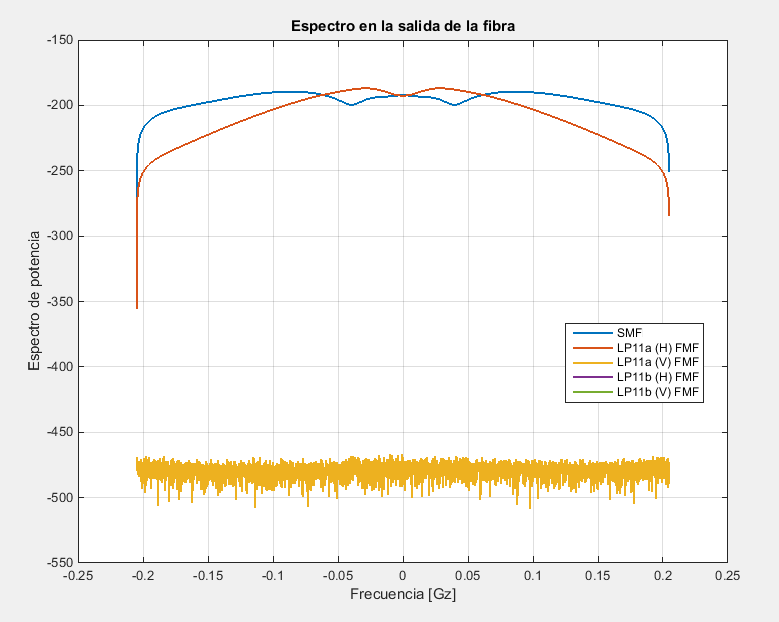 Espectro en la salida de la fibra
-150
-200
-250
-300
-350
-400
-450
-500
-550
Espectro de potencia
SMF
LP11a (H) FMF
LP11a (V) FMF
LP11b (H) FMF
LP11b (V) FMF
-0.25 -0.2 -0.15 -0.1 -0.05 0 0.05 0.1 0.15 0.2 0.25
Frecuencia [Gz]